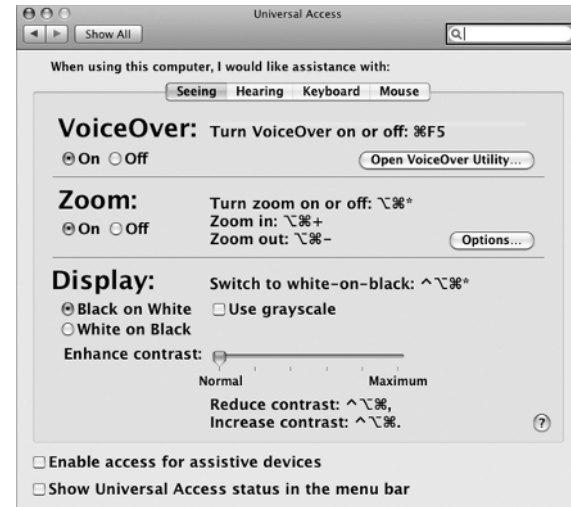 Universal Access
Show All
When using this computer, I would like assistance with:
Seeing Hearing Keyboard Mouse
VoiceOver: Turn VoiceOver on or off: ⌘F5
On Off Open VoiceOver Utility...
Zoom: Turn zoom on or off: ⌥⌘*
On Off Zoom in: ⌥⌘+
Zoom out: ⌥⌘- Options...
Display: Switch to white-on-black: ^⌥⌘*
Black on White Use grayscale
White on Black
Enhance contrast:
Normal Maximum
Reduce contrast: ^⌥⌘,
Increase contrast: ^⌥⌘. ?
Enable access for assistive devices
Show Universal Access status in the menu bar